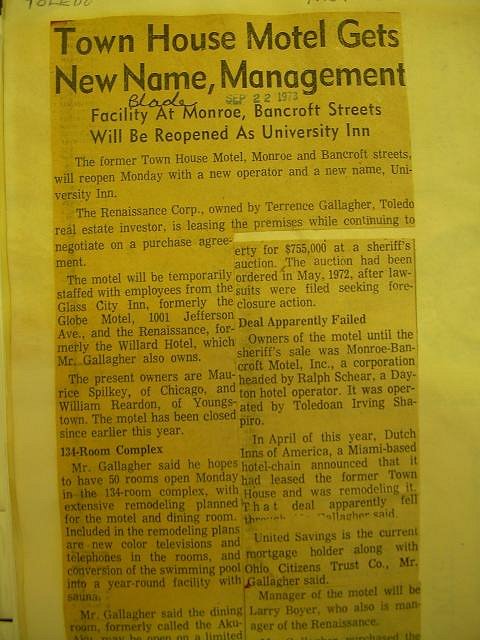 TOLEDO
Town House Motel Gets
New Name, Management
Blade SEP 22 1973
Facility At Monroe, Bancroft Streets
Will Be Reopened As University Inn
The former Town House Motel, Monroe and Bancroft streets,
will reopen Monday with a new operator and a new name, Uni-
versity Inn.
The Renaissance Corp., owned by Terrence Gallagher, Toledo
real estate investor, is leasing the premises while continuing to
negotiate on a purchase agree-
ment.
The motel will be temporarily
staffed with employees from the
Glass City Inn, formerly the
Globe Motel, 1001 Jefferson
Ave., and the Renaissance, for-
merly the Willard Hotel, which
Mr. Gallagher also owns.
The present owners are Mau-
rice Spilkey, of Chicago, and
William Reardon, of Youngs-
town. The motel has been closed
since earlier this year.
134-Room Complex
Mr. Gallagher said he hopes
to have 50 rooms open Monday
in the 134-room complex, with
extensive remodeling planned
for the motel and dining room.
Included in the remodeling plans
are new color televisions and
telephones in the rooms, and
conversion of the swimming pool
into a year-round facility with
sauna.
Mr. Gallagher said the dining
room, formerly called the Aku-
Aku, may be open on a limited
erty for $755,000 at a sheriff's
auction. The auction had been
ordered in May, 1972, after law-
suits were filed seeking fore-
closure action.
Deal Apparently Failed
Owners of the motel until the
sheriff's sale was Monroe-Ban-
croft Motel, Inc., a corporation
headed by Ralph Schear, a Day-
ton hotel operator. It was oper-
ated by Toledoan Irving Sha-
piro.
In April of this year, Dutch
Inns of America, a Miami-based
hotel-chain announced that it
had leased the former Town
House and was remodeling it.
That deal apparently fell
through Gallagher said.
United Savings is the current
mortgage holder along with
Ohio Citizens Trust Co., Mr.
Gallagher said.
Manager of the motel will be
Larry Boyer, who also is man-
ager of the Renaissance.
purchased the